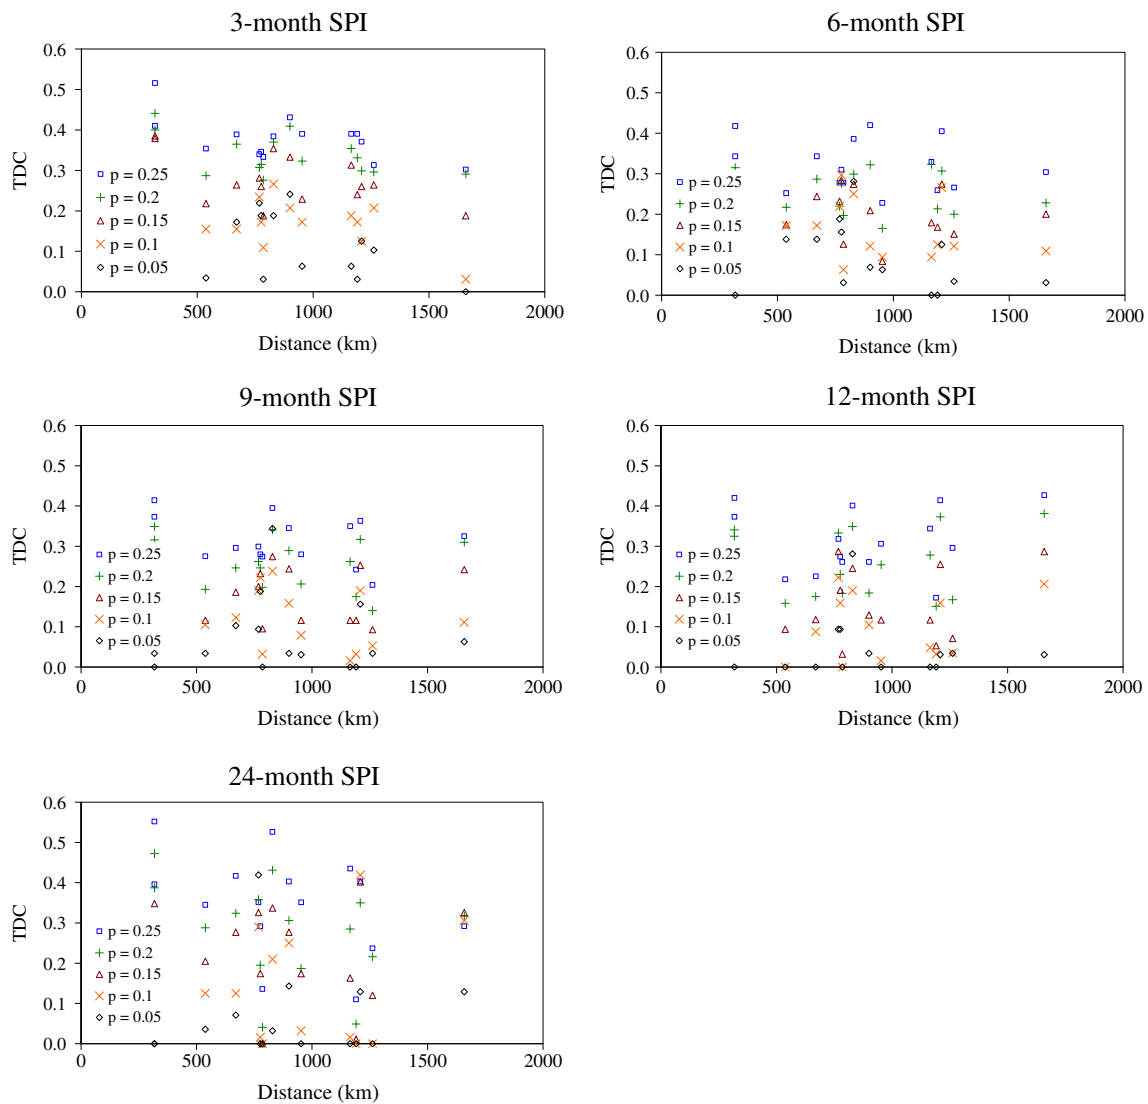 3-month SPI
0.6
0.5
0.4
0.3
0.2
0.1
0.0
TDC
p = 0.25
p = 0.2
p = 0.15
p = 0.1
p = 0.05
0 500 1000 1500 2000
Distance (km)
6-month SPI
0.6
0.5
0.4
0.3
0.2
0.1
0.0
TDC
p = 0.25
p = 0.2
p = 0.15
p = 0.1
p = 0.05
0 500 1000 1500 2000
Distance (km)
9-month SPI
0.6
0.5
0.4
0.3
0.2
0.1
0.0
TDC
p = 0.25
p = 0.2
p = 0.15
p = 0.1
p = 0.05
0 500 1000 1500 2000
Distance (km)
12-month SPI
0.6
0.5
0.4
0.3
0.2
0.1
0.0
TDC
p = 0.25
p = 0.2
p = 0.15
p = 0.1
p = 0.05
0 500 1000 1500 2000
Distance (km)
24-month SPI
0.6
0.5
0.4
0.3
0.2
0.1
0.0
TDC
p = 0.25
p = 0.2
p = 0.15
p = 0.1
p = 0.05
0 500 1000 1500 2000
Distance (km)